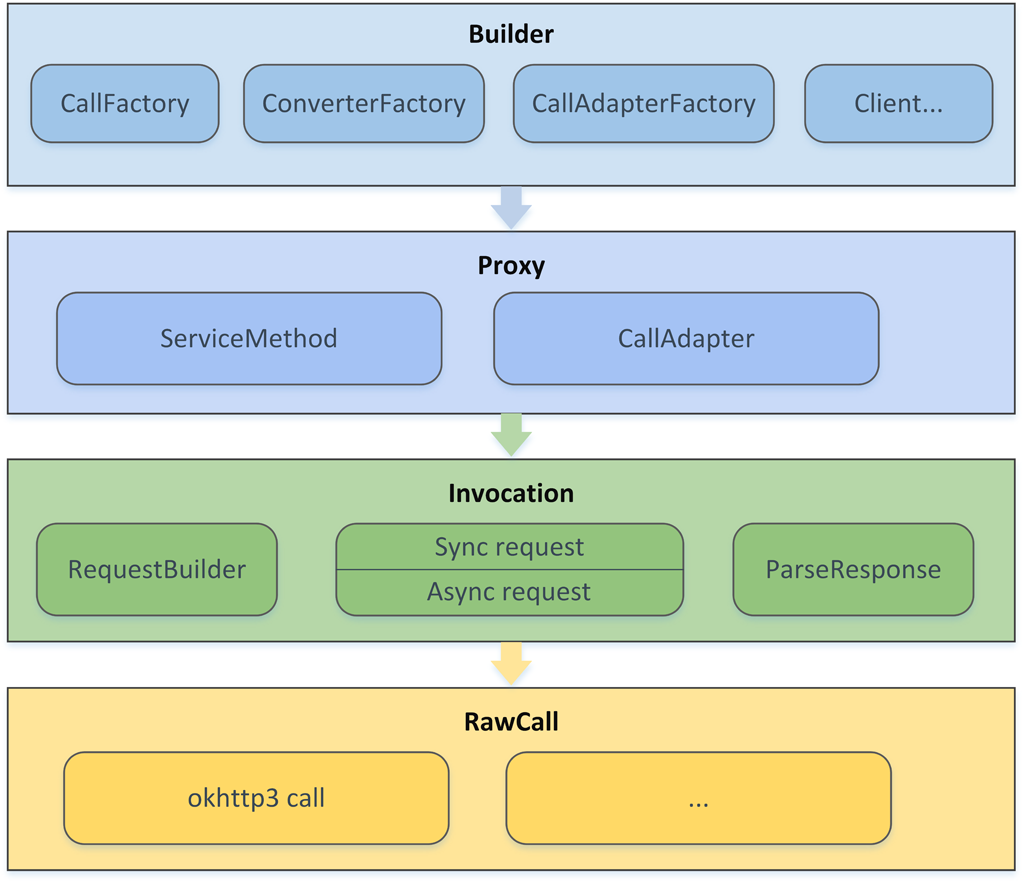 Builder
CallFactory
ConverterFactory
CallAdapterFactory
Client...
Proxy
ServiceMethod
CallAdapter
Invocation
RequestBuilder
Sync request
Async request
ParseResponse
RawCall
okhttp3 call
...